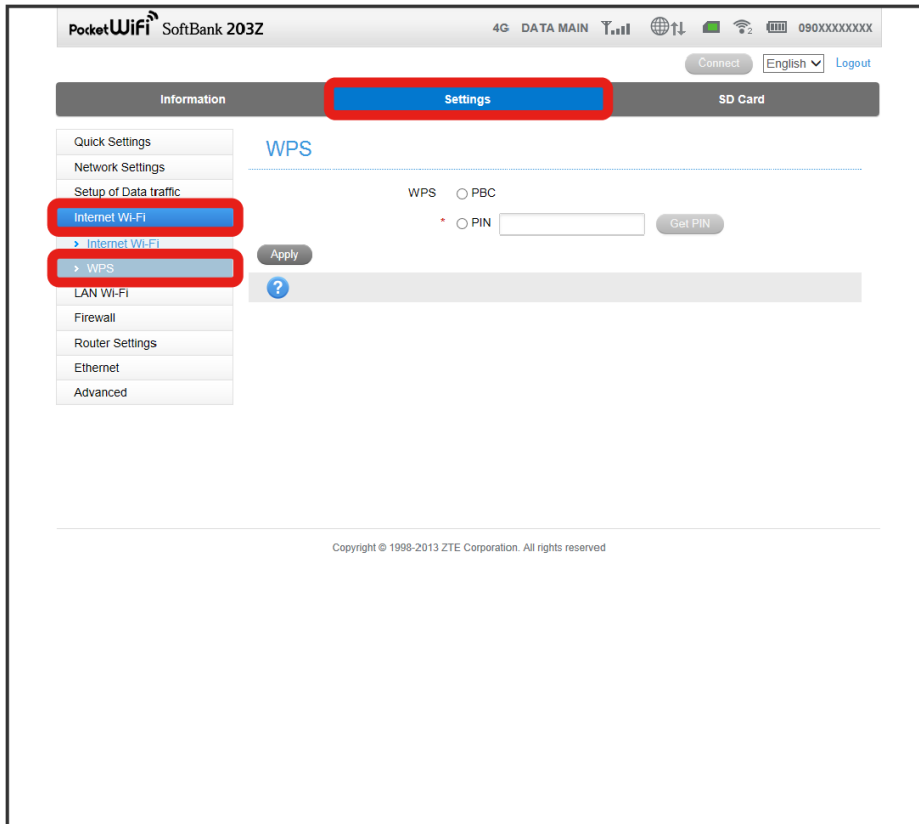 PocketWiFi SoftBank 203Z 4G DATA MAIN 2 090XXXXXXXX
Connect English Logout
Information Settings SD Card
Quick Settings
Network Settings
Setup of Data traffic
Internet Wi-Fi
› Internet Wi-Fi
› WPS
LAN Wi-Fi
Firewall
Router Settings
Ethernet
Advanced
WPS
WPS PBC
* PIN Get PIN
Apply
?
Copyright © 1998-2013 ZTE Corporation. All rights reserved